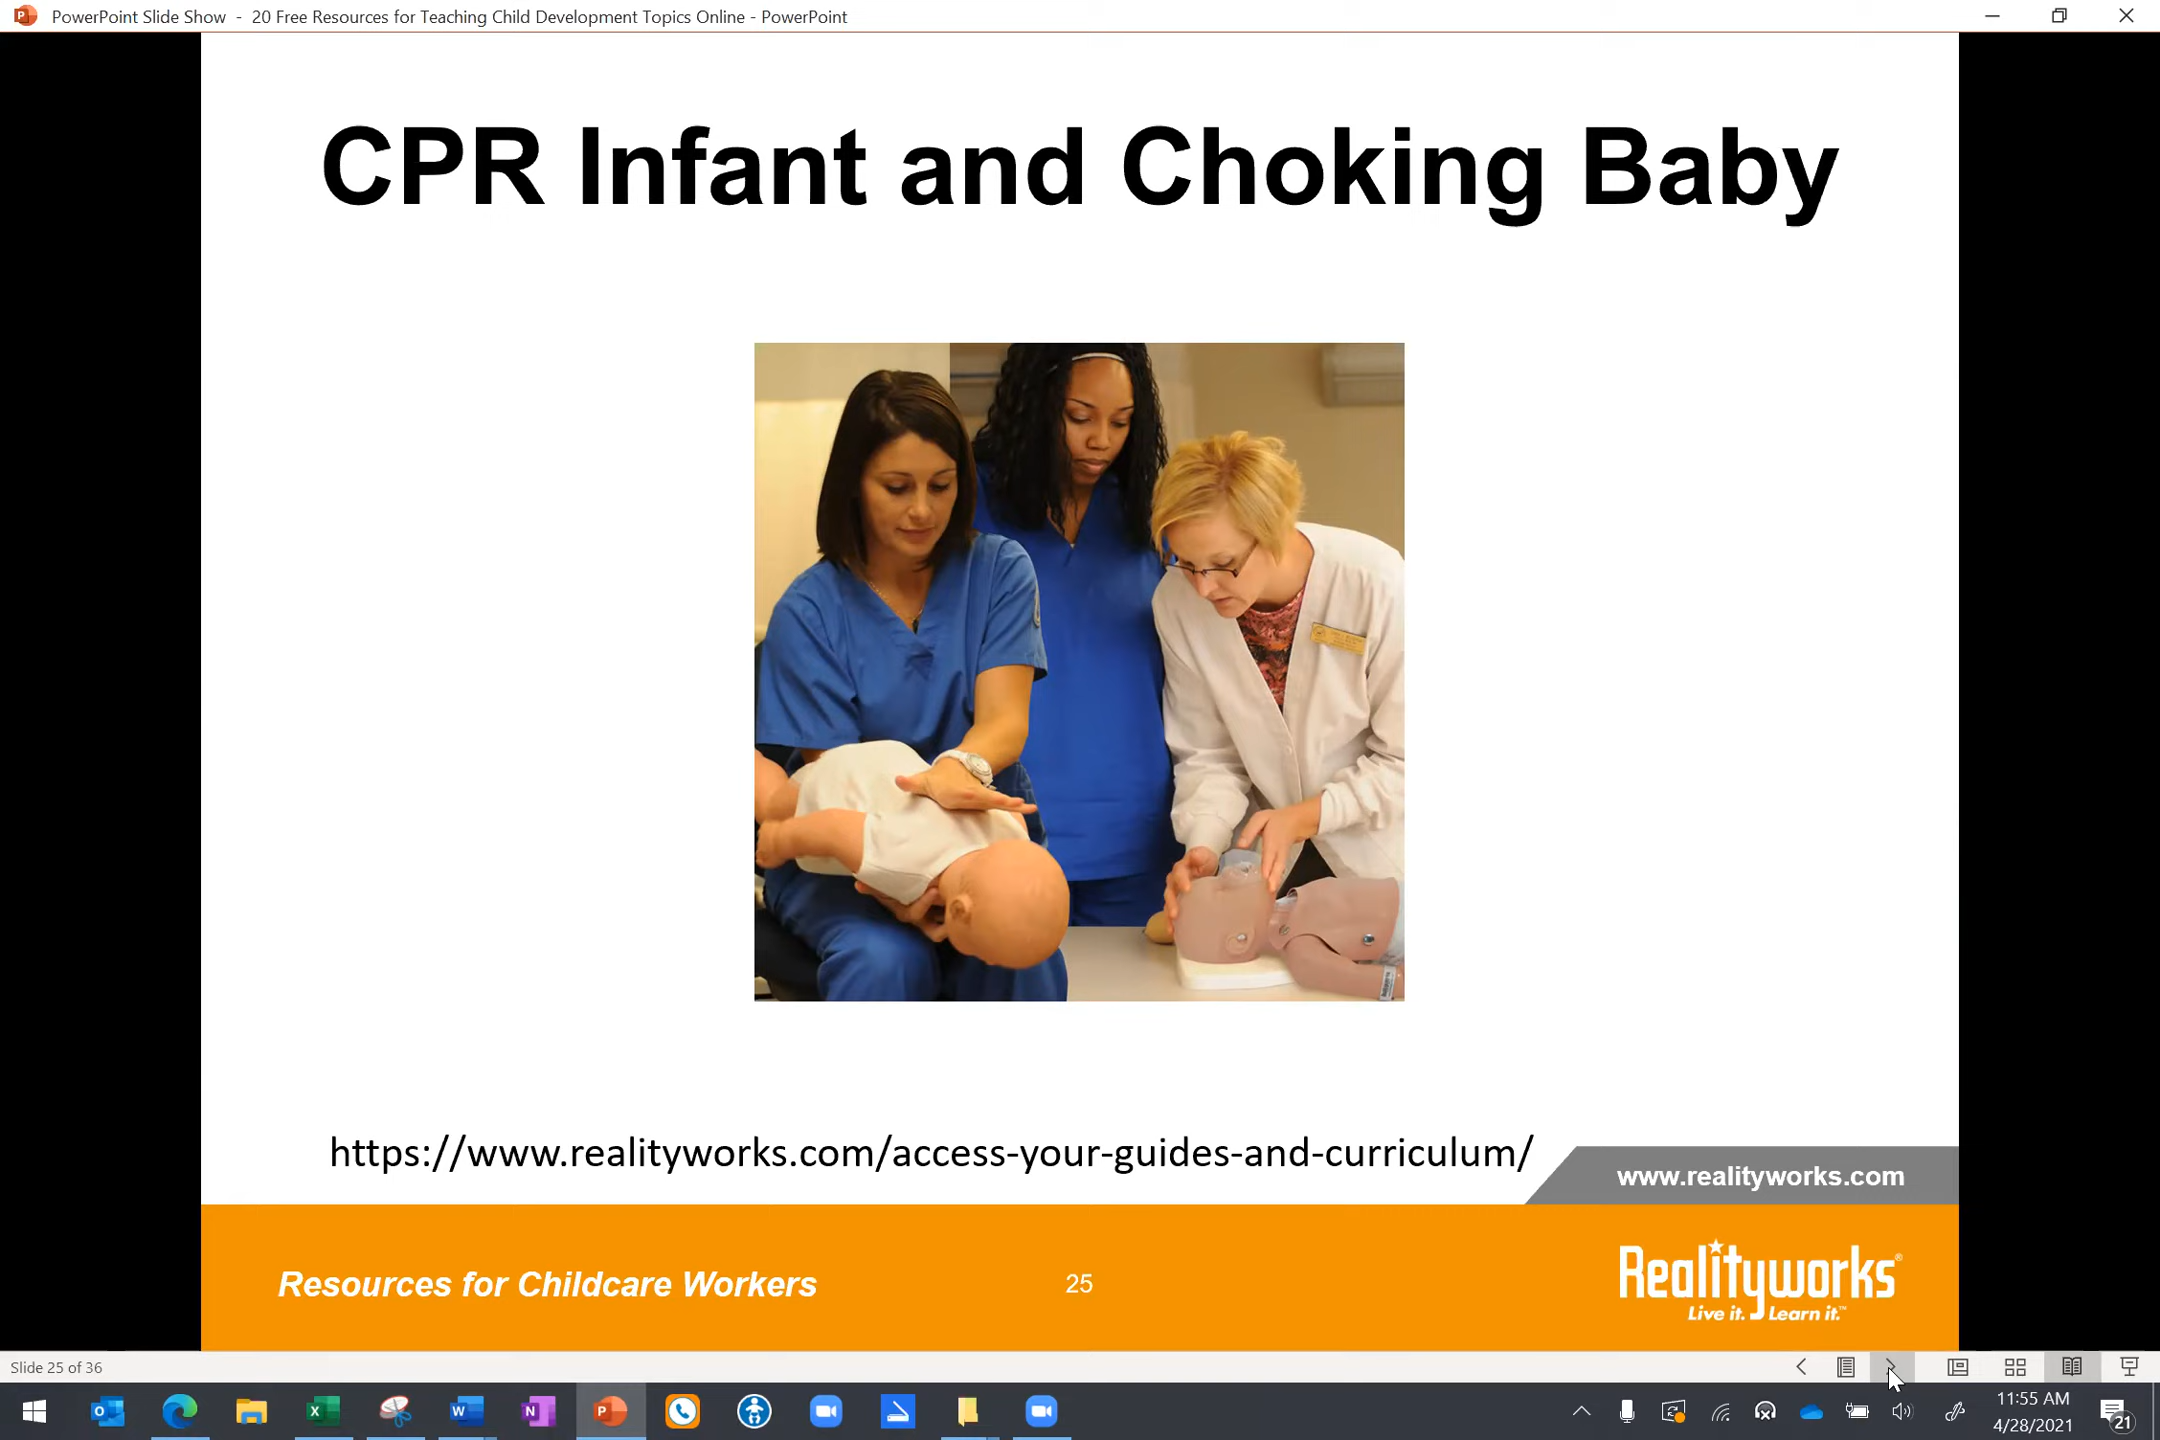 PowerPoint Slide Show - 20 Free Resources for Teaching Child Development Topics Online - PowerPoint
CPR Infant and Choking Baby
https://www.realityworks.com/access-your-guides-and-curriculum/
www.realityworks.com
Resources for Childcare Workers
25
Realityworks®
Live it. Learn it.™
Slide 25 of 36
11:55 AM
4/28/2021
21